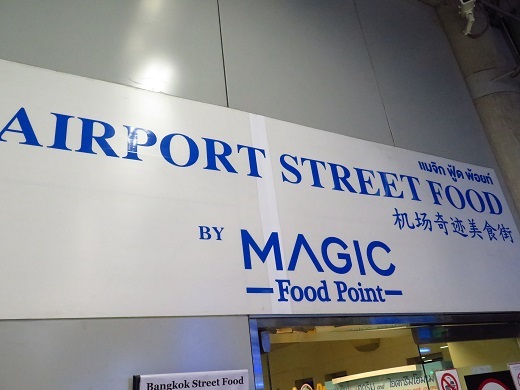 AIRPORT STREET FOOD
แมจิก ฟู้ด พ้อยท์
机场奇迹美食街
BY MAGIC
Food Point
Bangkok Street Food